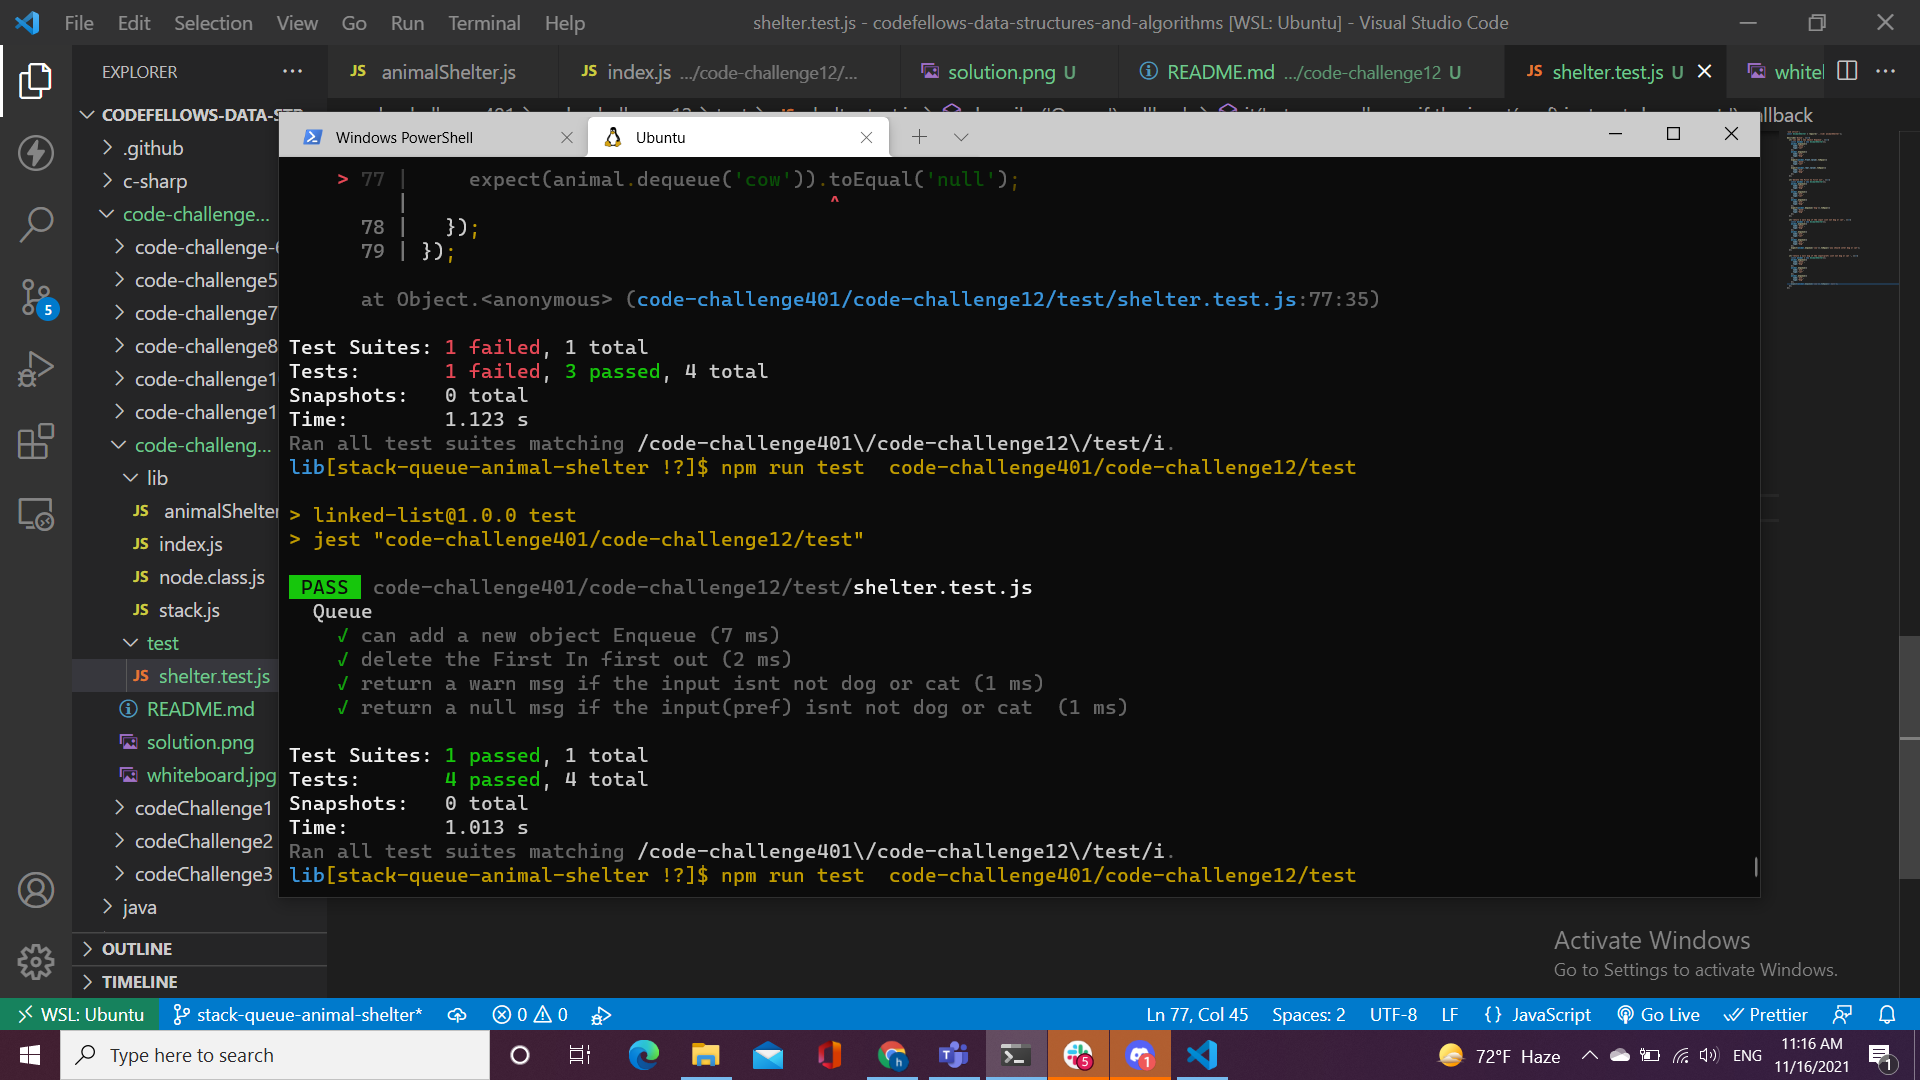 File Edit Selection View Go Run Terminal Help
shelter.test.js - codefellows-data-structures-and-algorithms [WSL: Ubuntu] - Visual Studio Code
EXPLORER
JS animalShelter.js
JS index.js .../code-challenge12/...
solution.png U
README.md .../code-challenge12 U
JS shelter.test.js U
CODEFELLOWS-DATA-STR
.github
c-sharp
code-challenge...
code-challenge-
code-challenge5
code-challenge7
code-challenge8
code-challenge1
code-challenge1
code-challeng...
lib
JS animalShelter
JS index.js
JS node.class.js
JS stack.js
test
JS shelter.test.js
README.md
solution.png
whiteboard.jpg
codeChallenge1
codeChallenge2
codeChallenge3
java
OUTLINE
TIMELINE
5
Windows PowerShell
Ubuntu
> 77 | expect(animal.dequeue('cow')).toEqual('null');
| ^
78 | });
79 | });
at Object.<anonymous> (code-challenge401/code-challenge12/test/shelter.test.js:77:35)
Test Suites: 1 failed, 1 total
Tests: 1 failed, 3 passed, 4 total
Snapshots: 0 total
Time: 1.123 s
Ran all test suites matching /code-challenge401\/code-challenge12\/test/i.
lib[stack-queue-animal-shelter !?]$ npm run test  code-challenge401/code-challenge12/test
> linked-list@1.0.0 test
> jest "code-challenge401/code-challenge12/test"
PASS code-challenge401/code-challenge12/test/shelter.test.js
Queue
√ can add a new object Enqueue (7 ms)
√ delete the First In first out (2 ms)
√ return a warn msg if the input isnt not dog or cat (1 ms)
√ return a null msg if the input(pref) isnt not dog or cat  (1 ms)
Test Suites: 1 passed, 1 total
Tests: 4 passed, 4 total
Snapshots: 0 total
Time: 1.013 s
Ran all test suites matching /code-challenge401\/code-challenge12\/test/i.
lib[stack-queue-animal-shelter !?]$ npm run test  code-challenge401/code-challenge12/test
Activate Windows
Go to Settings to activate Windows.
WSL: Ubuntu
stack-queue-animal-shelter*
0 0
Ln 77, Col 45
Spaces: 2
UTF-8
LF
{} JavaScript
Go Live
Prettier
Type here to search
h
5
1
72°F Haze
ENG
11:16 AM
11/16/2021
1